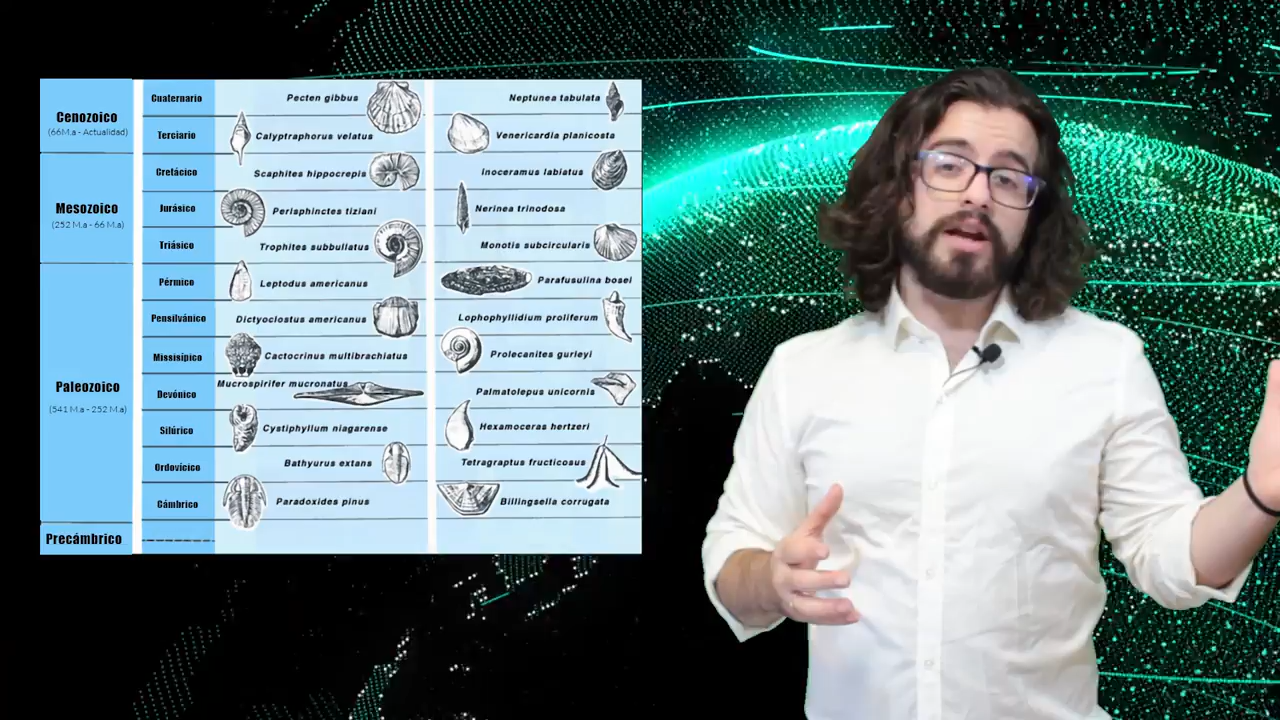 Cenozoico
(66M.a - Actualidad)
Cuaternario
Pecten gibbus
Neptunea tabulata
Terciario
Calyptraphorus velatus
Venericardia planicosta
Mesozoico
(252 M.a - 66 M.a)
Cretácico
Scaphites hippocrepis
Inoceramus labiatus
Jurásico
Perisphinctes tiziani
Nerinea trinodosa
Triásico
Trophites subbullatus
Monotis subcircularis
Paleozoico
(541 M.a - 252 M.a)
Pérmico
Leptodus americanus
Parafusulina bosei
Pensilvánico
Dictyoclostus americanus
Lophophyllidium proliferum
Missisípico
Cactocrinus multibrachiatus
Prolecanites gurleyi
Devónico
Mucrospirifer mucronatus
Palmatolepus unicornis
Silúrico
Cystiphyllum niagarense
Hexamoceras hertzeri
Ordovícico
Bathyurus extans
Tetragraptus fructicosus
Cámbrico
Paradoxides pinus
Billingsella corrugata
Precámbrico